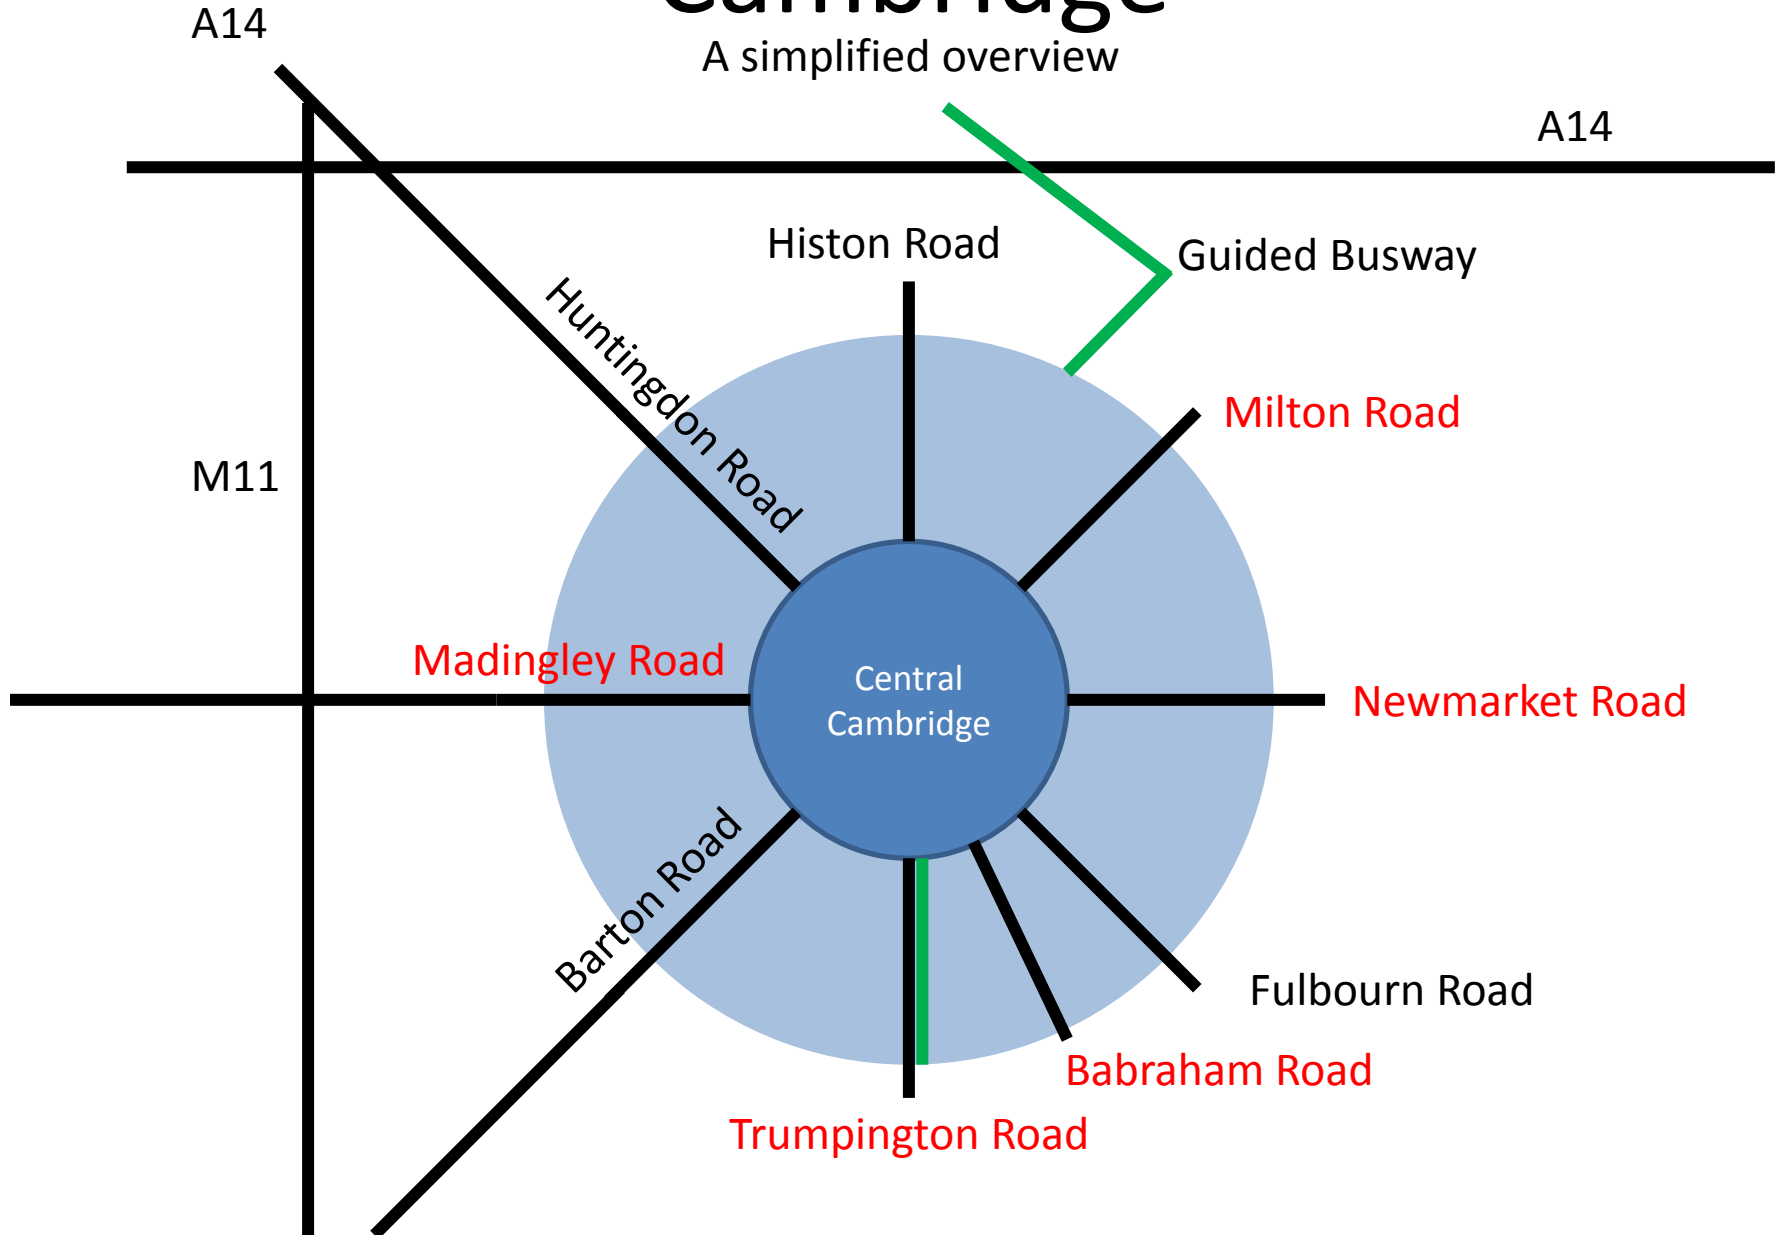 Cambridge
A14
A simplified overview
A14
Histon Road
Guided Busway
Huntingdon Road
Milton Road
M11
Madingley Road
Central
Cambridge
Newmarket Road
Barton Road
Fulbourn Road
Babraham Road
Trumpington Road